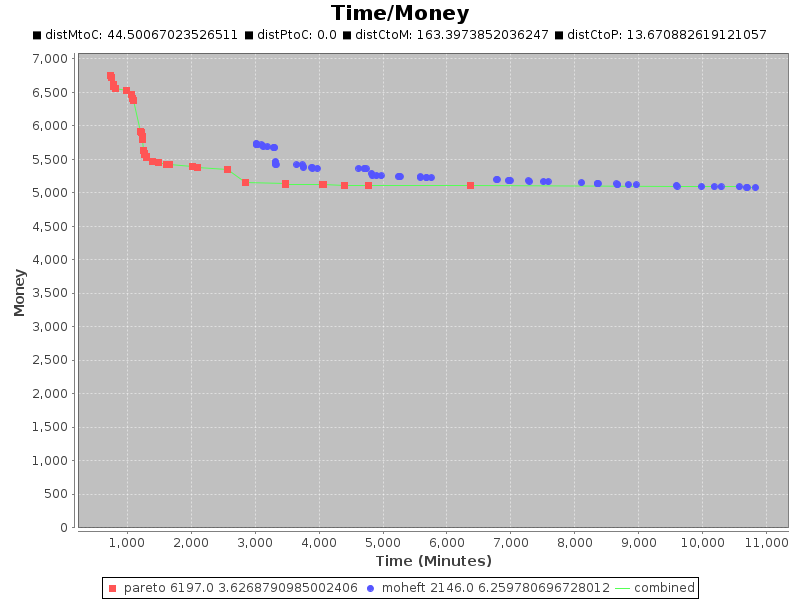 Time/Money
distMtoC: 44.50067023526511 distPtoC: 0.0 distCtoM: 163.3973852036247 distCtoP: 13.670882619121057
7,000
6,500
6,000
5,500
5,000
4,500
4,000
3,500
3,000
2,500
2,000
1,500
1,000
500
0
Money
1,000 2,000 3,000 4,000 5,000 6,000 7,000 8,000 9,000 10,000 11,000
Time (Minutes)
pareto 6197.0 3.6268790985002406 moheft 2146.0 6.259780696728012 combined